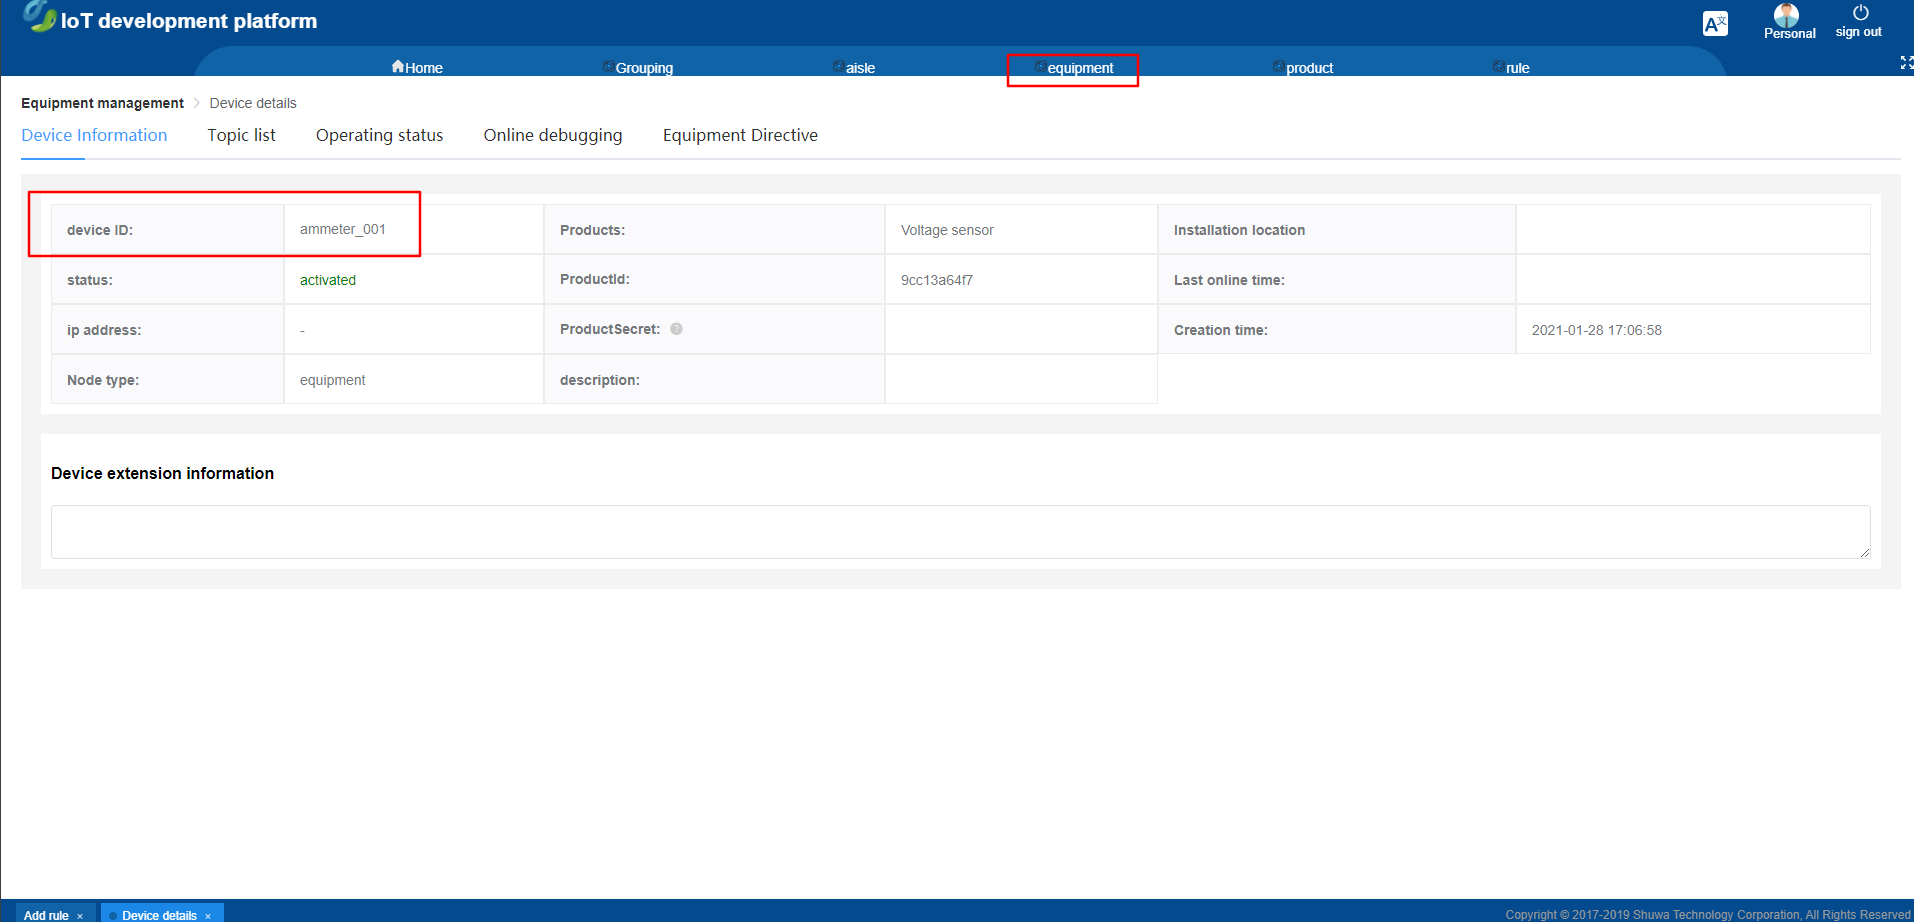 IoT development platform
A文
Personal
sign out
Home
Grouping
aisle
equipment
product
rule
Equipment management > Device details
Device Information
Topic list
Operating status
Online debugging
Equipment Directive
device ID: ammeter_001 Products: Voltage sensor Installation location
status: activated ProductId: 9cc13a64f7 Last online time:
ip address: - ProductSecret: ? Creation time: 2021-01-28 17:06:58
Node type: equipment description:
Device extension information
Add rule ×
Device details ×
Copyright © 2017-2019 Shuwa Technology Corporation, All Rights Reserved